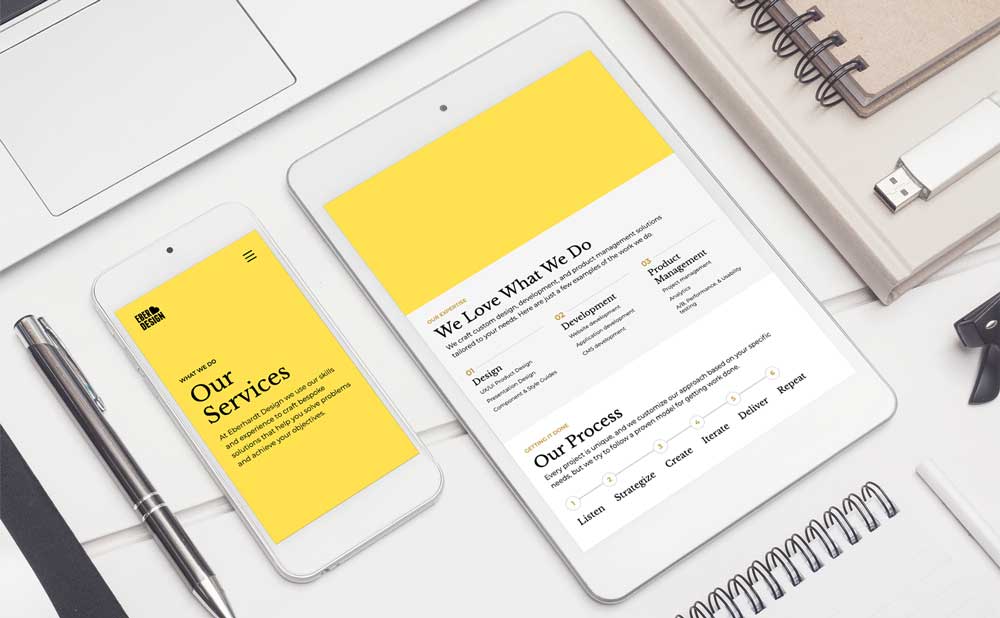 EBER
DESIGN
WHAT WE DO
Our
Services
At Eberhardt Design we use our skills
and experience to craft bespoke
solutions that help you solve problems
and achieve your objectives.
OUR EXPERTISE
We Love What We Do
We craft custom design, development, and product management solutions
tailored to your needs. Here are just a few examples of the work we do.
01
Design
UX/UI Product Design
Presentation Design
Component & Style Guides
02
Development
Website development
Application development
CMS development
03
Product
Management
Project management
Analytics
A/B, Performance, & Usability
testing
GETTING IT DONE
Our Process
Every project is unique, and we customize our approach based on your specific
needs, but we try to follow a proven model for getting work done.
1
2
3
4
5
6
Listen
Strategize
Create
Iterate
Deliver
Repeat